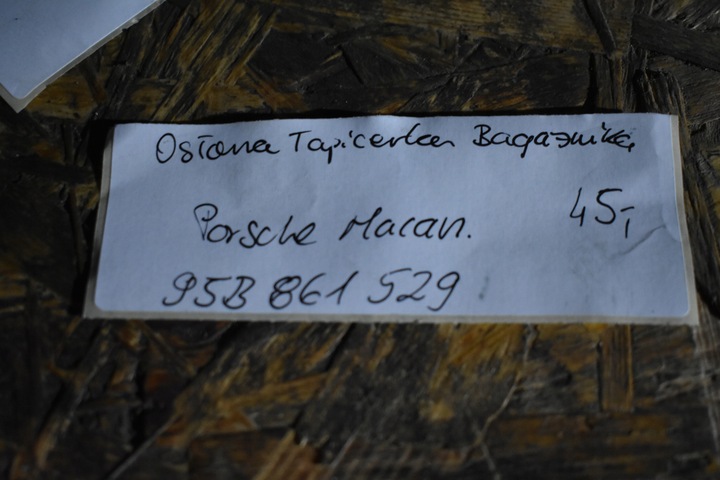 Osłona Tapicerka Bagażnika
Porsche Macan. 45,-
95B 861 529